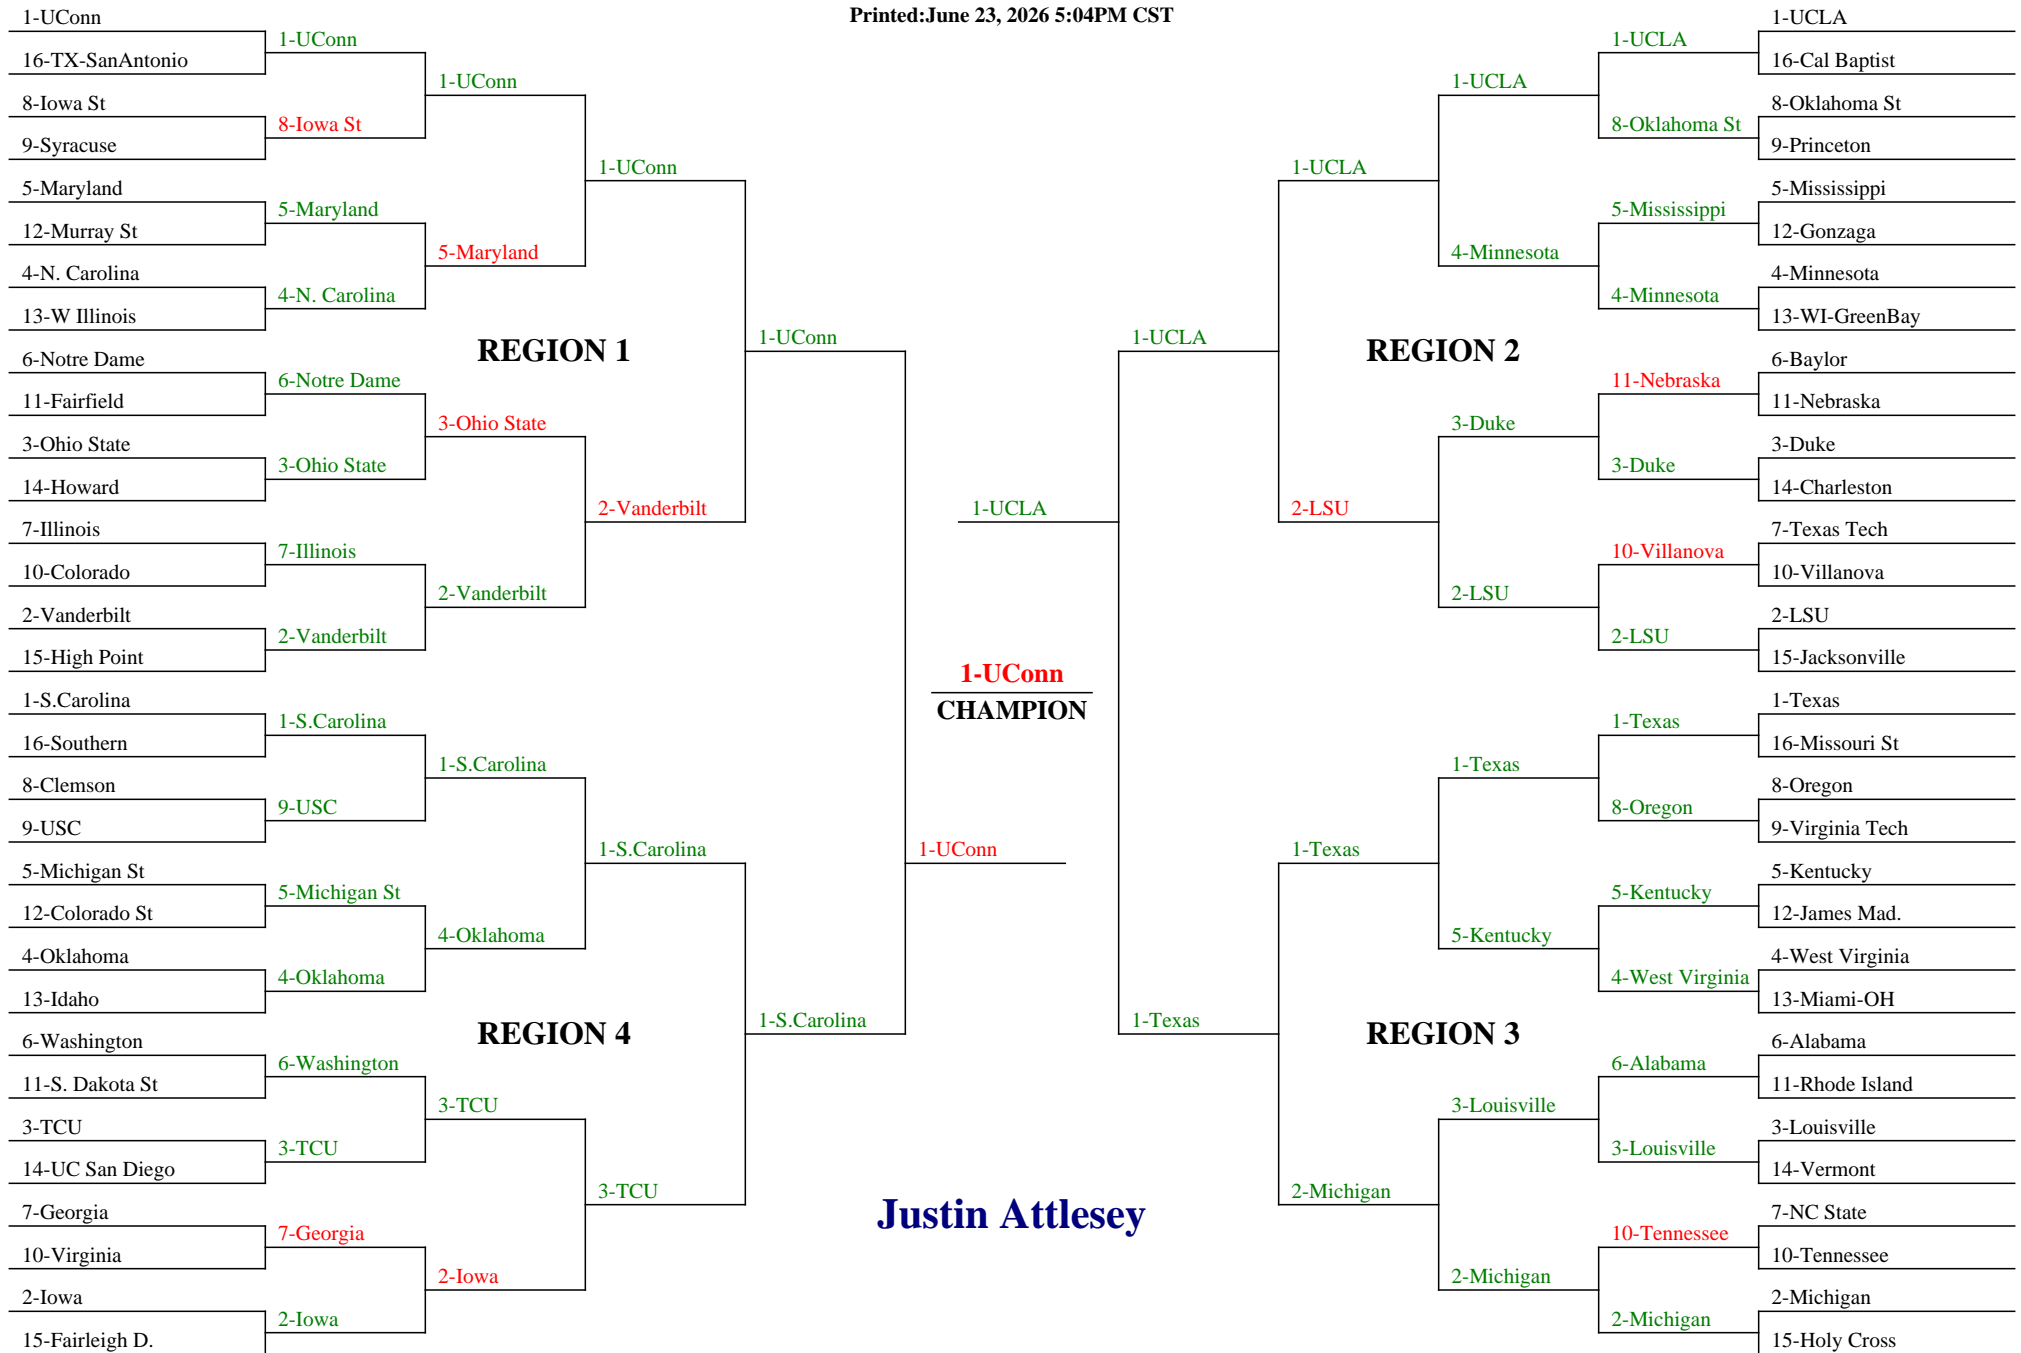 Printed:June 23, 2026 5:04PM CST
1-UConn
16-TX-SanAntonio
8-Iowa St
9-Syracuse
5-Maryland
12-Murray St
4-N. Carolina
13-W Illinois
6-Notre Dame
11-Fairfield
3-Ohio State
14-Howard
7-Illinois
10-Colorado
2-Vanderbilt
15-High Point
1-S.Carolina
16-Southern
8-Clemson
9-USC
5-Michigan St
12-Colorado St
4-Oklahoma
13-Idaho
6-Washington
11-S. Dakota St
3-TCU
14-UC San Diego
7-Georgia
10-Virginia
2-Iowa
15-Fairleigh D.
1-UConn
8-Iowa St
5-Maryland
4-N. Carolina
6-Notre Dame
3-Ohio State
7-Illinois
2-Vanderbilt
1-S.Carolina
9-USC
5-Michigan St
4-Oklahoma
6-Washington
3-TCU
7-Georgia
2-Iowa
1-UConn
5-Maryland
3-Ohio State
2-Vanderbilt
1-S.Carolina
4-Oklahoma
3-TCU
2-Iowa
REGION 1
REGION 4
1-UConn
2-Vanderbilt
1-S.Carolina
3-TCU
1-UConn
1-S.Carolina
1-UConn
1-UCLA
1-UConn
CHAMPION
Justin Attlesey
1-UCLA
1-Texas
1-UCLA
2-LSU
1-Texas
2-Michigan
REGION 2
REGION 3
1-UCLA
4-Minnesota
3-Duke
2-LSU
1-Texas
5-Kentucky
3-Louisville
2-Michigan
1-UCLA
8-Oklahoma St
5-Mississippi
4-Minnesota
11-Nebraska
3-Duke
10-Villanova
2-LSU
1-Texas
8-Oregon
5-Kentucky
4-West Virginia
6-Alabama
3-Louisville
10-Tennessee
2-Michigan
1-UCLA
16-Cal Baptist
8-Oklahoma St
9-Princeton
5-Mississippi
12-Gonzaga
4-Minnesota
13-WI-GreenBay
6-Baylor
11-Nebraska
3-Duke
14-Charleston
7-Texas Tech
10-Villanova
2-LSU
15-Jacksonville
1-Texas
16-Missouri St
8-Oregon
9-Virginia Tech
5-Kentucky
12-James Mad.
4-West Virginia
13-Miami-OH
6-Alabama
11-Rhode Island
3-Louisville
14-Vermont
7-NC State
10-Tennessee
2-Michigan
15-Holy Cross